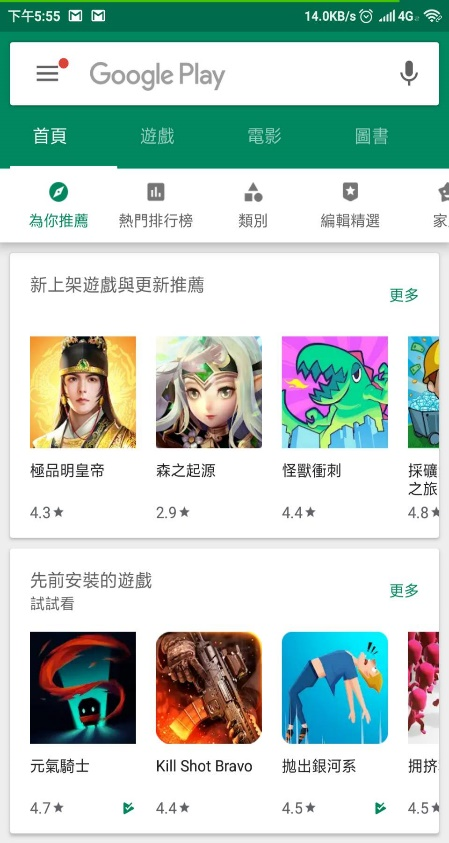 下午5:55 14.0KB/s 4G
Google Play
首頁 遊戲 電影 圖書
為你推薦 熱門排行榜 類別 編輯精選 家
新上架遊戲與更新推薦
更多
極品明皇帝 森之起源 怪獸衝刺 採礦
之旅
4.3★ 2.9★ 4.4★ 4.8★
先前安裝的遊戲
更多
試試看
元氣騎士 Kill Shot Bravo 拋出銀河系 拥挤
4.7★ 4.4★ 4.5★ 4.5★